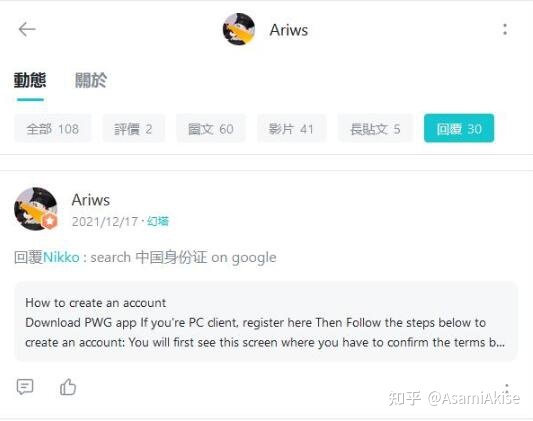 Ariws
動態 關於
全部 108 評價 2 圖文 60 影片 41 長貼文 5 回覆 30
Ariws
2021/12/17 · 幻塔
回覆Nikko : search 中国身份证 on google
How to create an account
Download PWG app If you're PC client, register here Then Follow the steps below to
create an account: You will first see this screen where you have to confirm the terms b...
知乎 @AsamiAkise